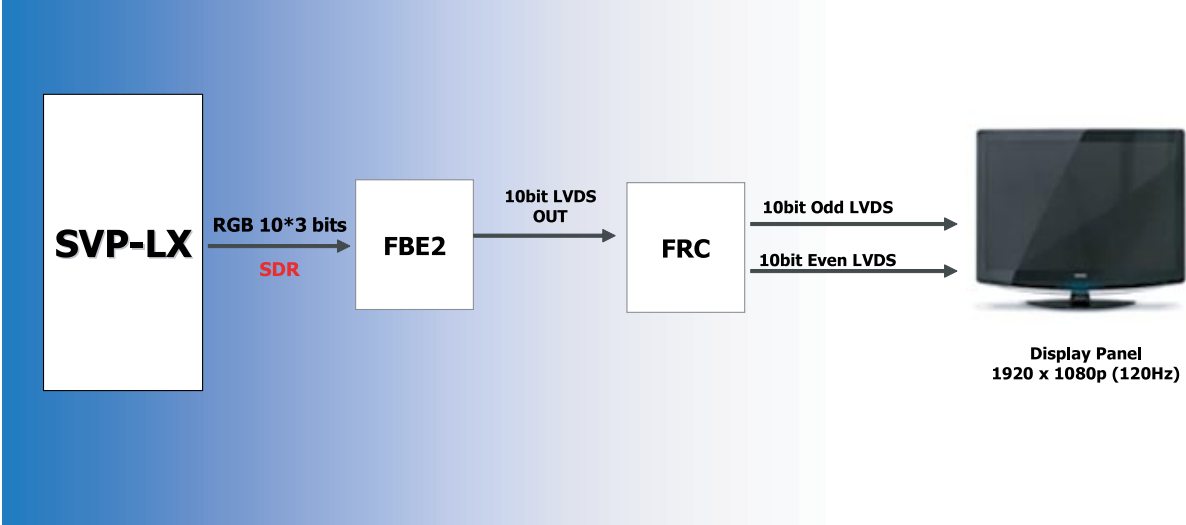 SVP-LX
RGB 10*3 bits
SDR
FBE2
10bit LVDS
OUT
FRC
10bit Odd LVDS
10bit Even LVDS
Display Panel
1920 x 1080p (120Hz)